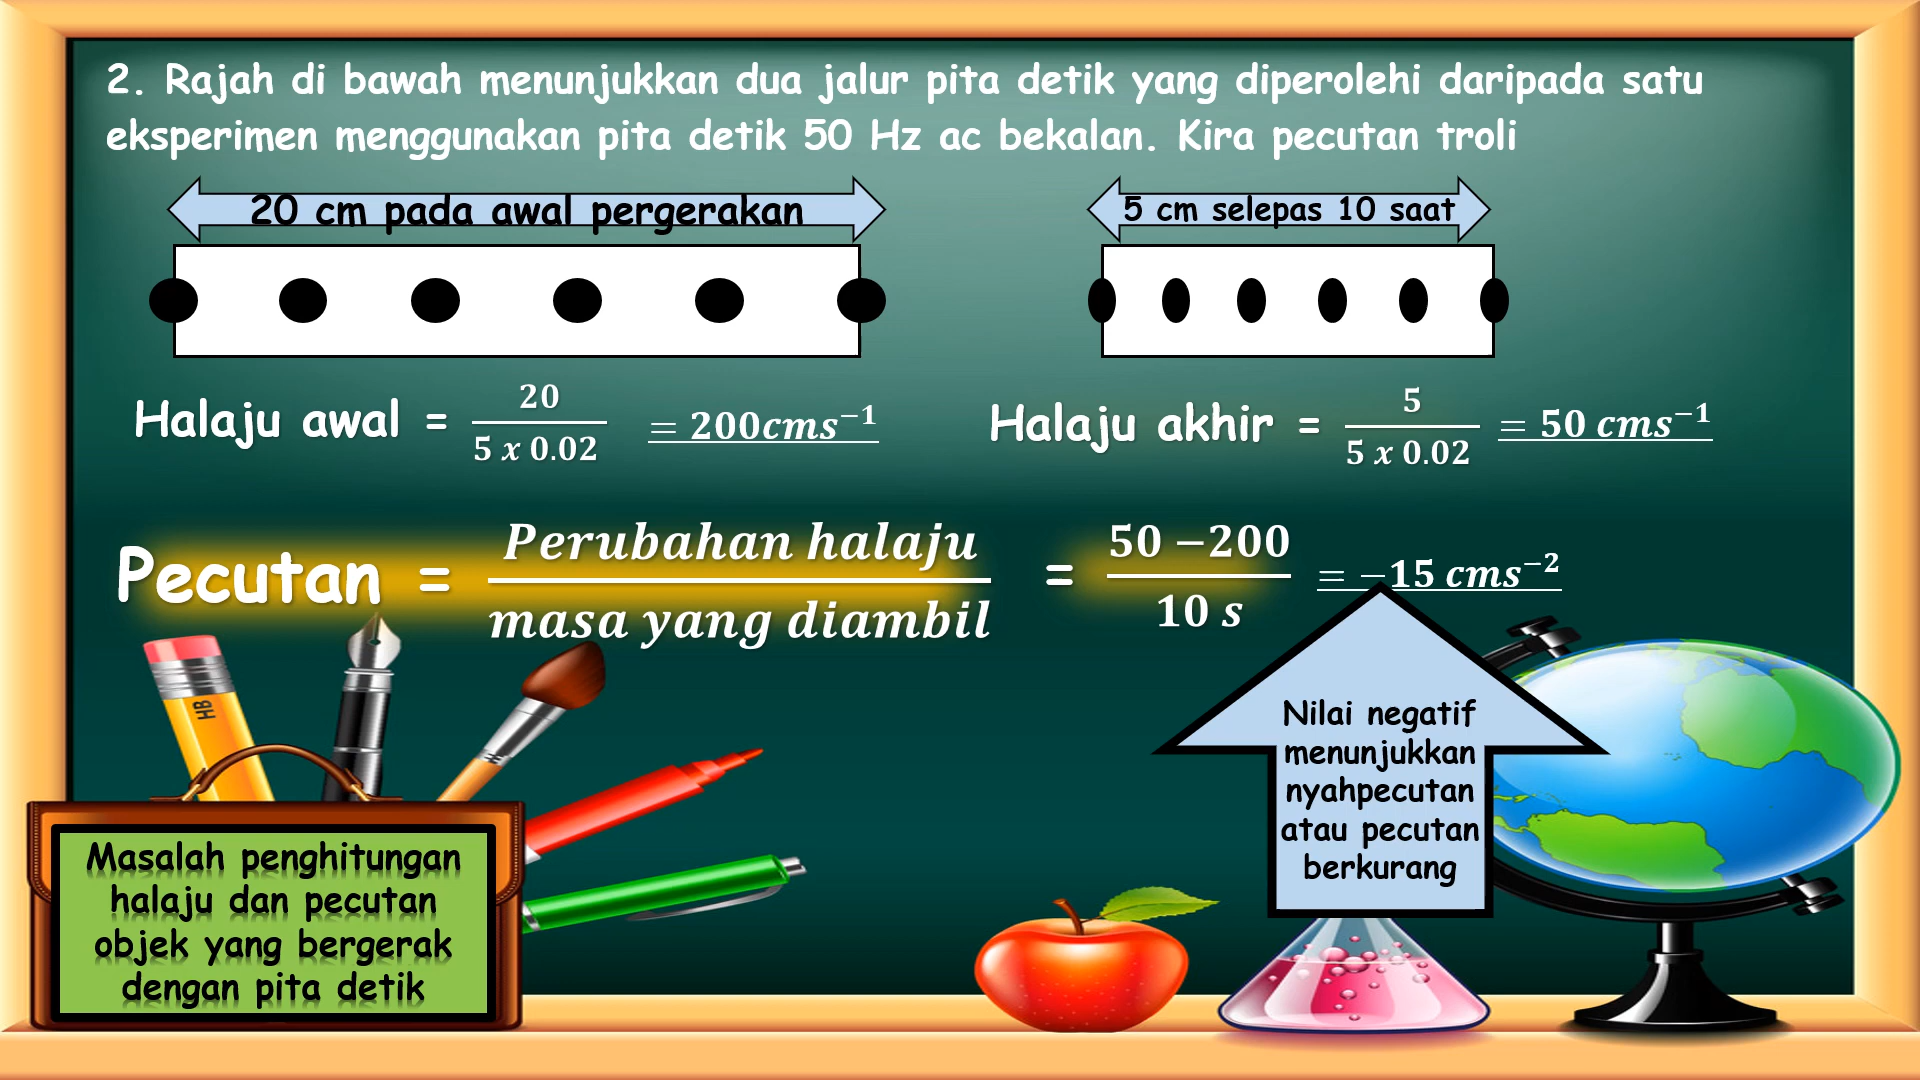 2. Rajah di bawah menunjukkan dua jalur pita detik yang diperolehi daripada satu
eksperimen menggunakan pita detik 50 Hz ac bekalan. Kira pecutan troli
20 cm pada awal pergerakan
5 cm selepas 10 saat
Halaju awal = 20 / 5 x 0.02 = 200cms⁻¹
Halaju akhir = 5 / 5 x 0.02 = 50 cms⁻¹
Pecutan = Perubahan halaju / masa yang diambil = 50 −200 / 10 s = −15 cms⁻²
HB
Nilai negatif
menunjukkan
nyahpecutan
atau pecutan
berkurang
Masalah penghitungan
halaju dan pecutan
objek yang bergerak
dengan pita detik